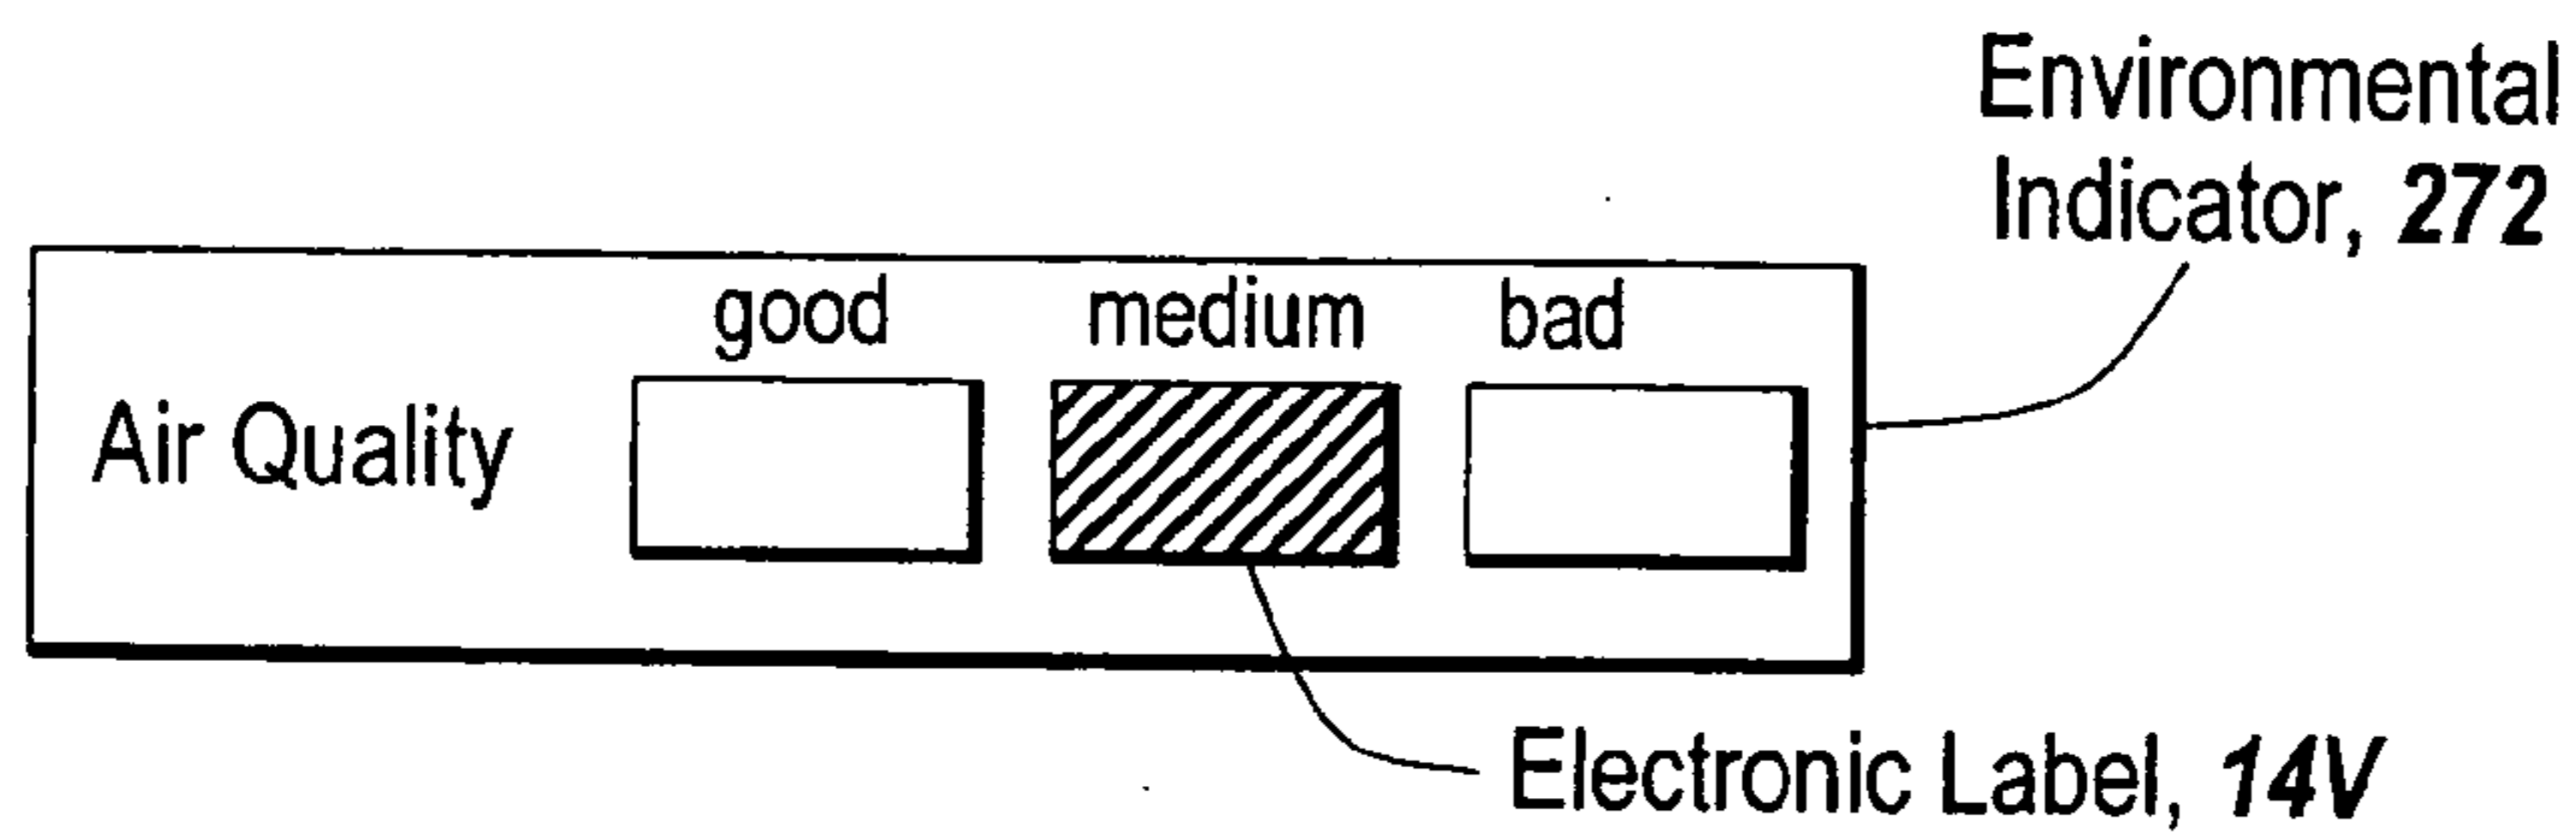 Environmental
Indicator, 272
good medium bad
Air Quality
Electronic Label, 14V